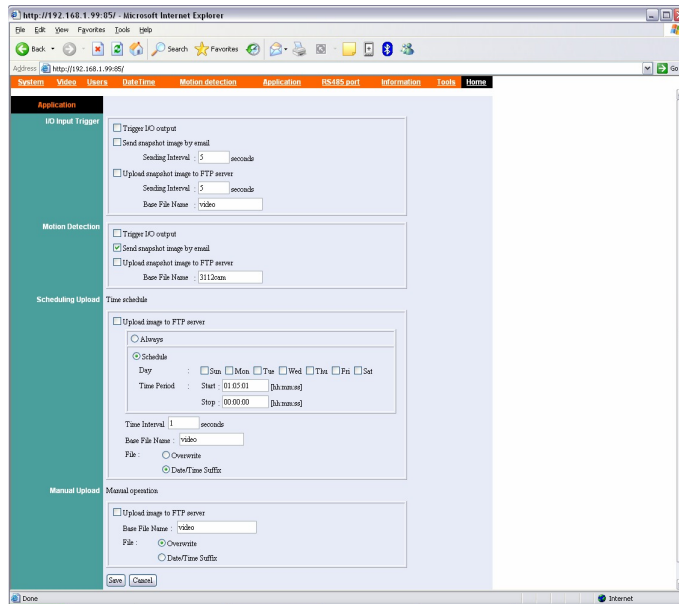 http://192.168.1.99:85/ - Microsoft Internet Explorer
File Edit View Favorites Tools Help
Back Search Favorites
Address http://192.168.1.99:85/ Go
System Video Users DateTime Motion detection Application RS485 port Information Tools Home
Application
I/O Input Trigger
Trigger I/O output
Send snapshot image by email
Sending Interval : 5 seconds
Upload snapshot image to FTP server
Sending Interval : 5 seconds
Base File Name : video
Motion Detection
Trigger I/O output
Send snapshot image by email
Upload snapshot image to FTP server
Base File Name : 3112cam
Scheduling Upload Time schedule
Upload image to FTP server
Always
Schedule
Day : Sun Mon Tue Wed Thu Fri Sat
Time Period : Start : 01:05:01 [hh:mm:ss]
Stop : 00:00:00 [hh:mm:ss]
Time Interval 1 seconds
Base File Name : video
File : Overwrite
Date/Time Suffix
Manual Upload Manual operation
Upload image to FTP server
Base File Name : video
File : Overwrite
Date/Time Suffix
Save Cancel
Done Internet